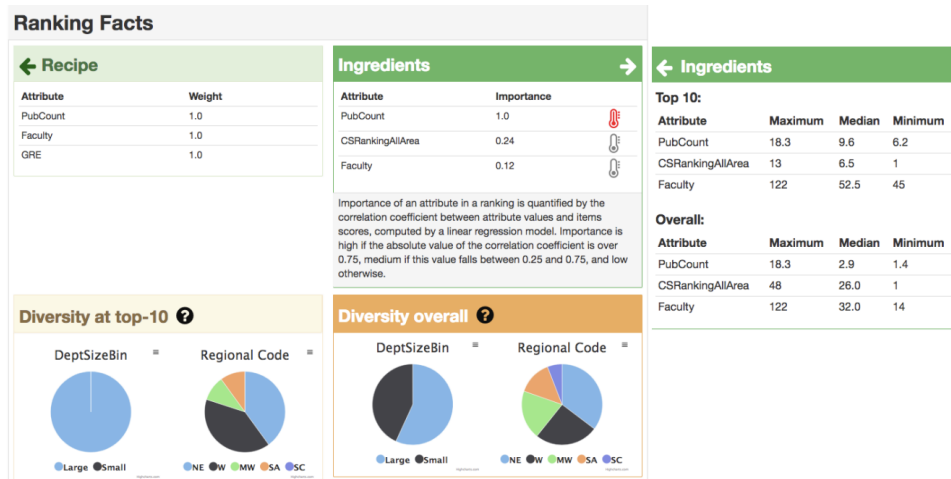 Ranking Facts
Recipe
Attribute Weight
PubCount 1.0
Faculty 1.0
GRE 1.0
Ingredients
Attribute Importance
PubCount 1.0
CSRankingAllArea 0.24
Faculty 0.12
Importance of an attribute in a ranking is quantified by the
correlation coefficient between attribute values and items
scores, computed by a linear regression model. Importance is
high if the absolute value of the correlation coefficient is over
0.75, medium if this value falls between 0.25 and 0.75, and low
otherwise.
Ingredients
Top 10:
Attribute Maximum Median Minimum
PubCount 18.3 9.6 6.2
CSRankingAllArea 13 6.5 1
Faculty 122 52.5 45
Overall:
Attribute Maximum Median Minimum
PubCount 18.3 2.9 1.4
CSRankingAllArea 48 26.0 1
Faculty 122 32.0 14
Diversity at top-10 ?
DeptSizeBin
Large Small
Regional Code
NE W MW SA SC
Diversity overall ?
DeptSizeBin
Large Small
Regional Code
NE W MW SA SC